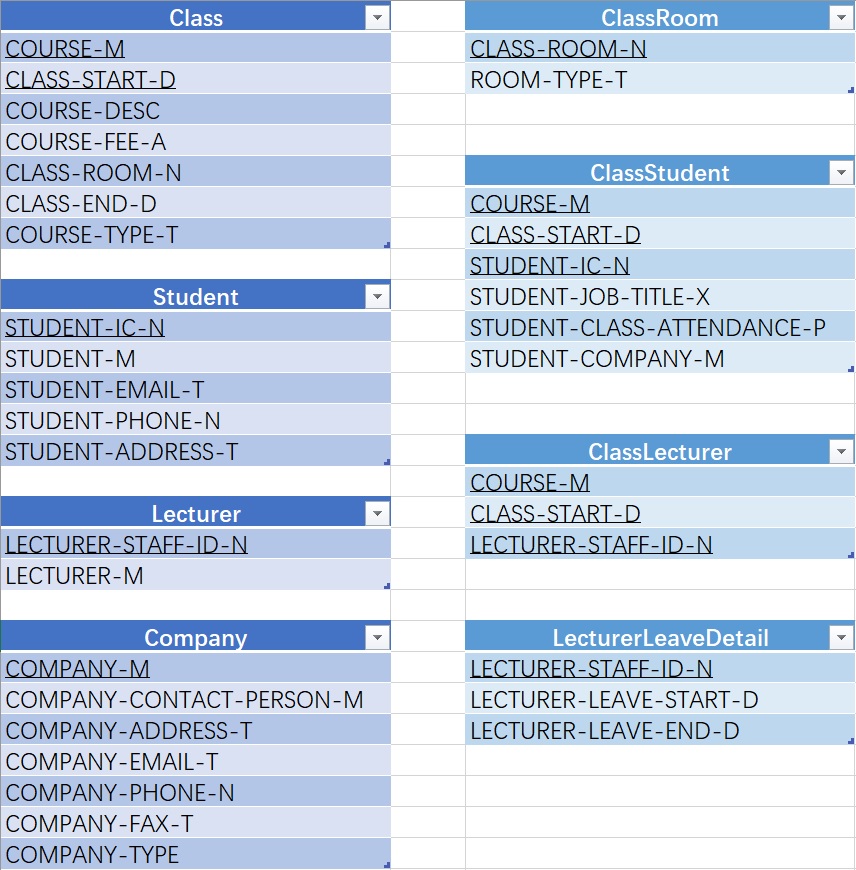 Class
COURSE-M
CLASS-START-D
COURSE-DESC
COURSE-FEE-A
CLASS-ROOM-N
CLASS-END-D
COURSE-TYPE-T
Student
STUDENT-IC-N
STUDENT-M
STUDENT-EMAIL-T
STUDENT-PHONE-N
STUDENT-ADDRESS-T
Lecturer
LECTURER-STAFF-ID-N
LECTURER-M
Company
COMPANY-M
COMPANY-CONTACT-PERSON-M
COMPANY-ADDRESS-T
COMPANY-EMAIL-T
COMPANY-PHONE-N
COMPANY-FAX-T
COMPANY-TYPE
ClassRoom
CLASS-ROOM-N
ROOM-TYPE-T
ClassStudent
COURSE-M
CLASS-START-D
STUDENT-IC-N
STUDENT-JOB-TITLE-X
STUDENT-CLASS-ATTENDANCE-P
STUDENT-COMPANY-M
ClassLecturer
COURSE-M
CLASS-START-D
LECTURER-STAFF-ID-N
LecturerLeaveDetail
LECTURER-STAFF-ID-N
LECTURER-LEAVE-START-D
LECTURER-LEAVE-END-D